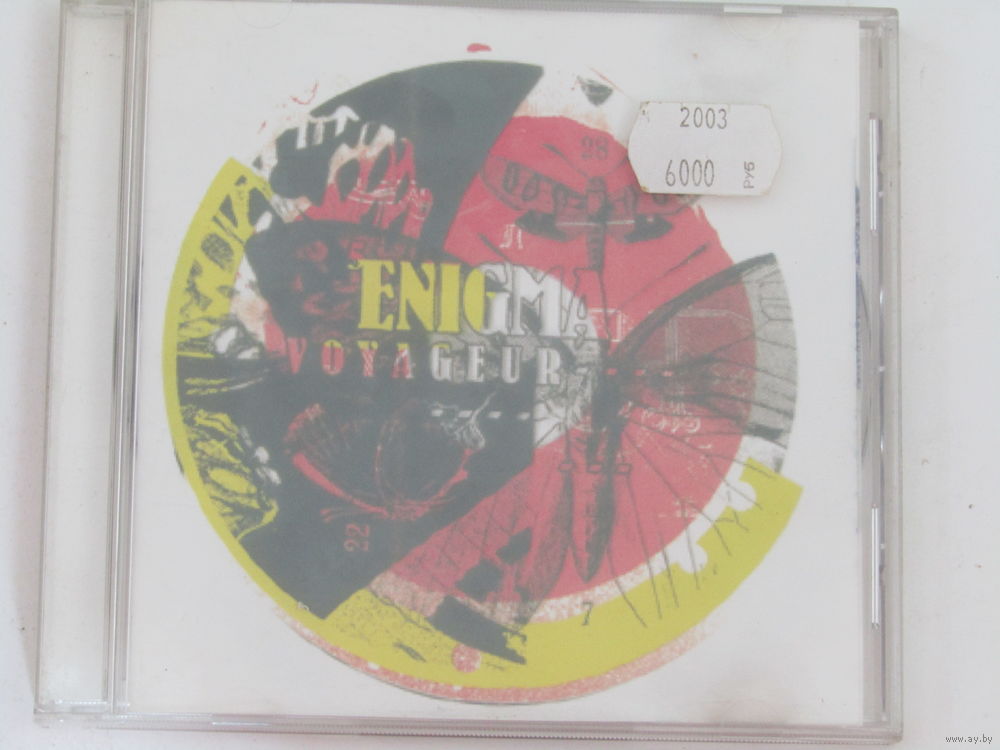 2003
6000 руб
28
ENIGMA
VOYAGEUR
22
7
www.ay.by